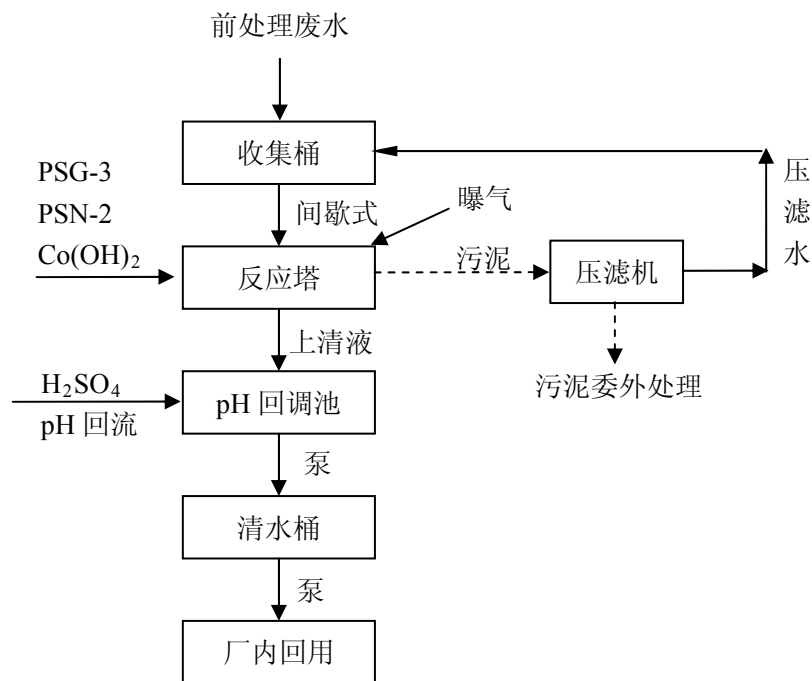 前处理废水
收集桶
PSG-3
PSN-2
Co(OH)₂
间歇式
曝气
反应塔
污泥
压滤机
压滤水
上清液
污泥委外处理
H₂SO₄
pH 回流
pH 回调池
泵
清水桶
泵
厂内回用